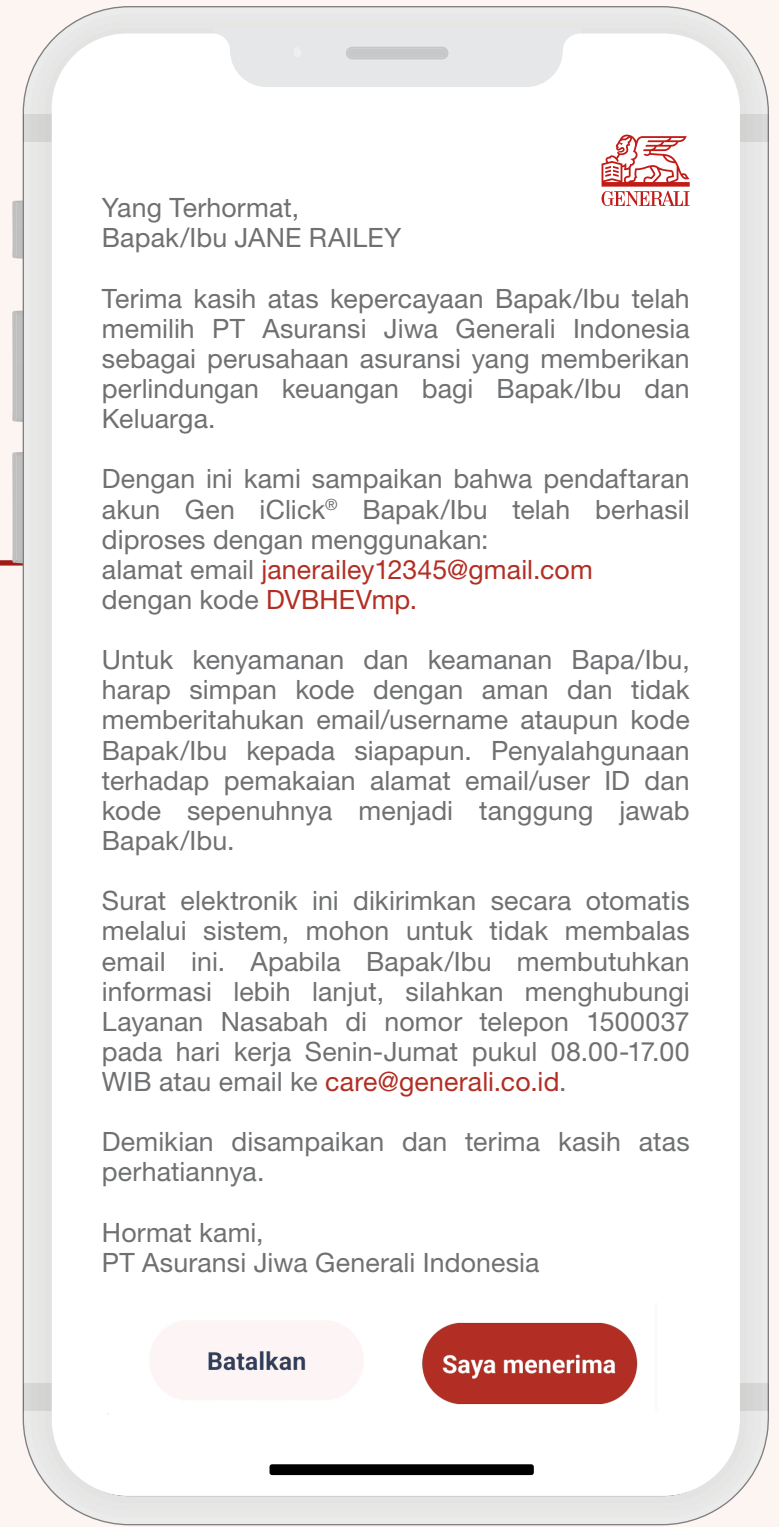 GENERALI
Yang Terhormat,
Bapak/Ibu JANE RAILEY
Terima kasih atas kepercayaan Bapak/Ibu telah
memilih PT Asuransi Jiwa Generali Indonesia
sebagai perusahaan asuransi yang memberikan
perlindungan keuangan bagi Bapak/Ibu dan
Keluarga.
Dengan ini kami sampaikan bahwa pendaftaran
akun Gen iClick® Bapak/Ibu telah berhasil
diproses dengan menggunakan:
alamat email janerailey12345@gmail.com
dengan kode DVBHEVmp.
Untuk kenyamanan dan keamanan Bapa/Ibu,
harap simpan kode dengan aman dan tidak
memberitahukan email/username ataupun kode
Bapak/Ibu kepada siapapun. Penyalahgunaan
terhadap pemakaian alamat email/user ID dan
kode sepenuhnya menjadi tanggung jawab
Bapak/Ibu.
Surat elektronik ini dikirimkan secara otomatis
melalui sistem, mohon untuk tidak membalas
email ini. Apabila Bapak/Ibu membutuhkan
informasi lebih lanjut, silahkan menghubungi
Layanan Nasabah di nomor telepon 1500037
pada hari kerja Senin-Jumat pukul 08.00-17.00
WIB atau email ke care@generali.co.id.
Demikian disampaikan dan terima kasih atas
perhatiannya.
Hormat kami,
PT Asuransi Jiwa Generali Indonesia
Batalkan
Saya menerima